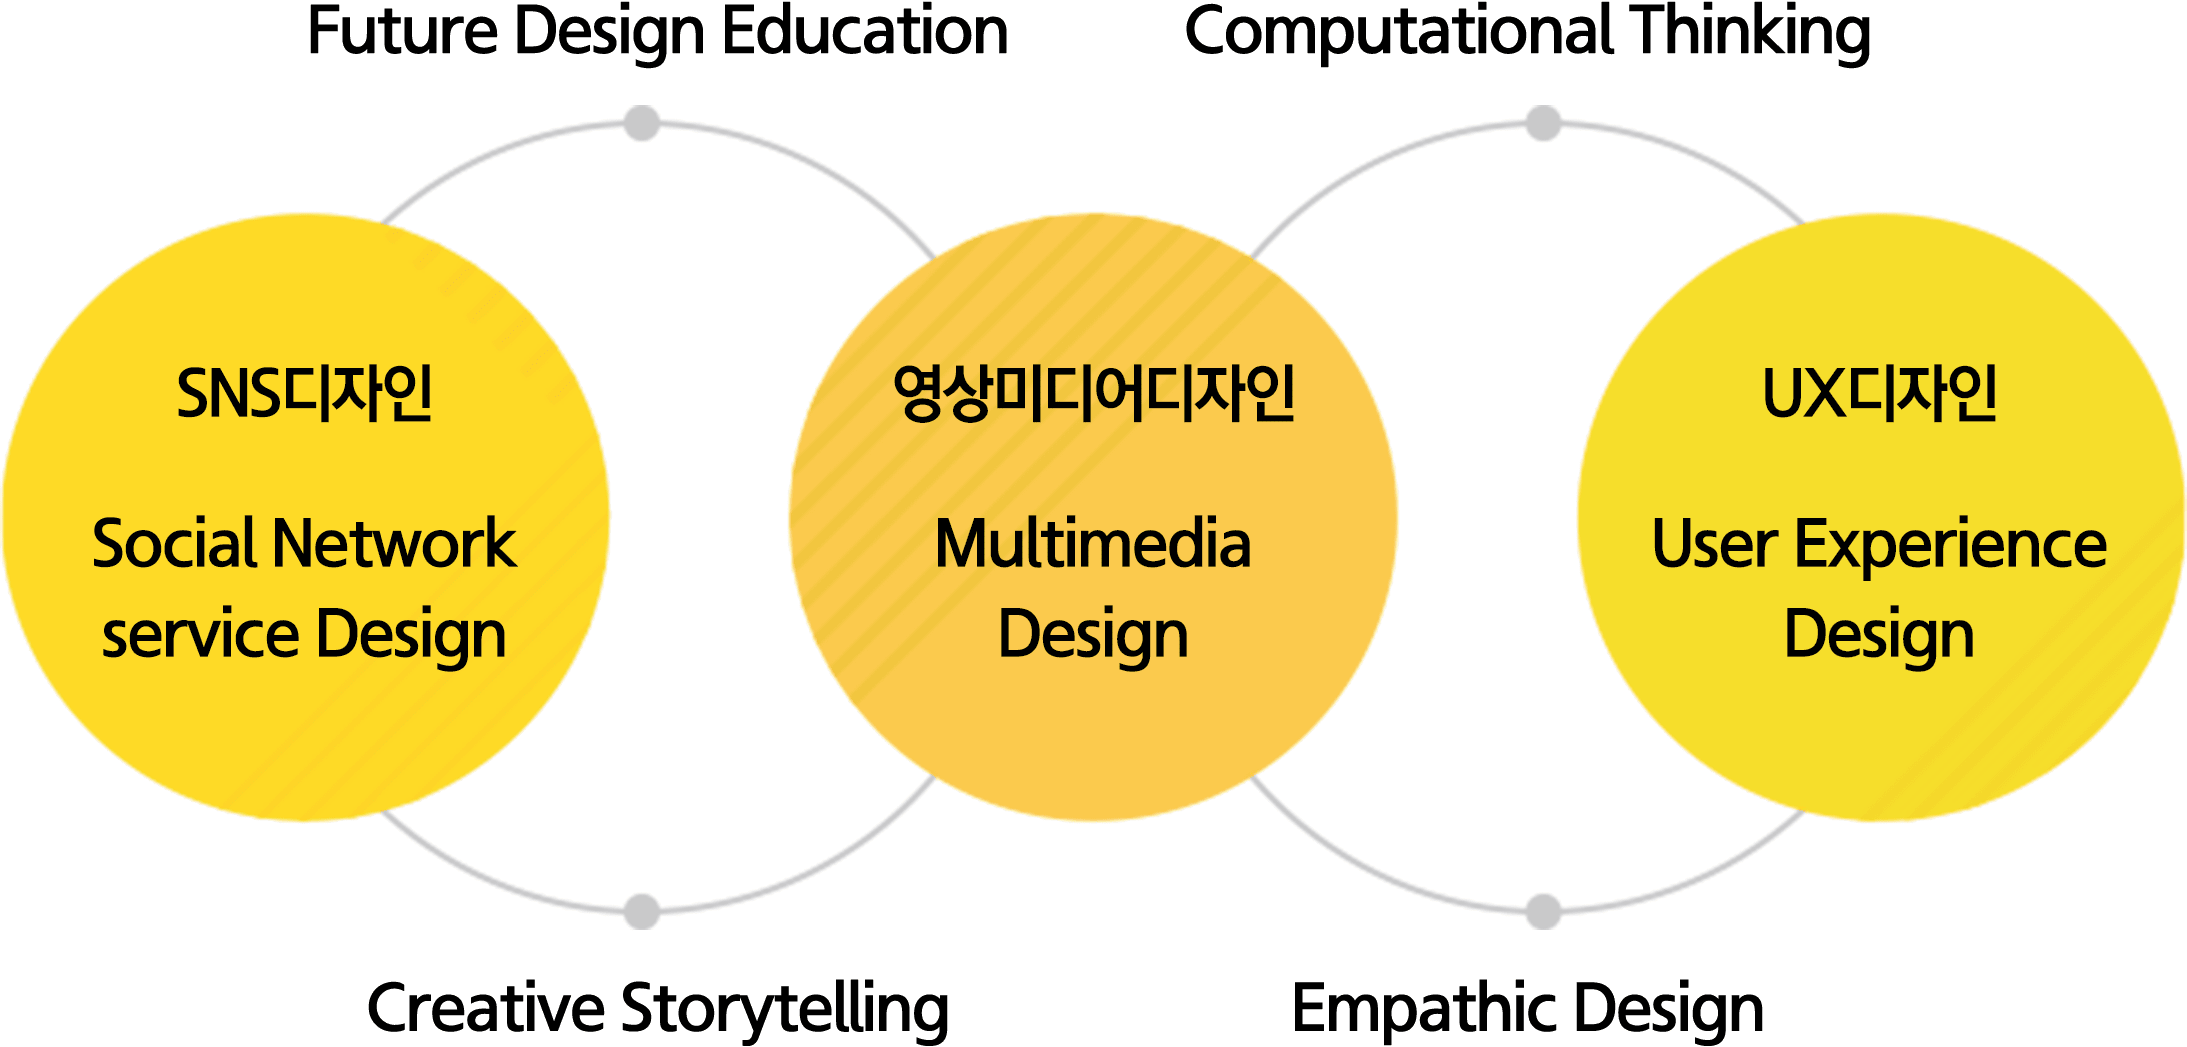 Future Design Education
Computational Thinking
SNS디자인
Social Network
service Design
영상미디어디자인
Multimedia
Design
UX디자인
User Experience
Design
Creative Storytelling
Empathic Design